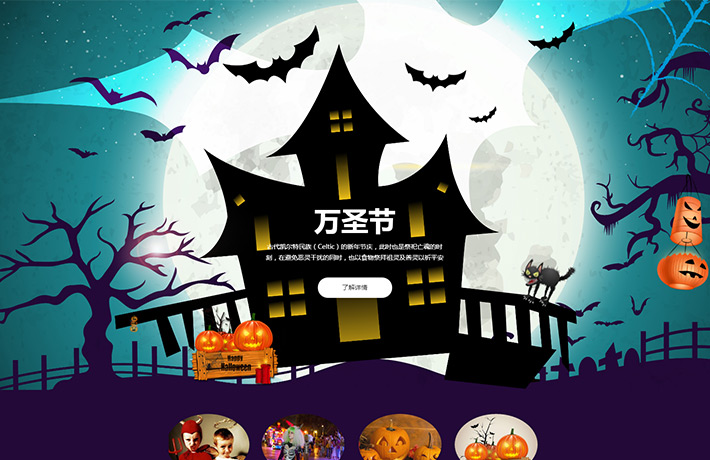 万圣节
古代凯尔特民族（Celtic）的新年节庆，此时也是祭祀亡魂的时
刻，在避免恶灵干扰的同时，也以食物祭拜祖灵及善灵以祈平安
了解详情
Happy
Halloween